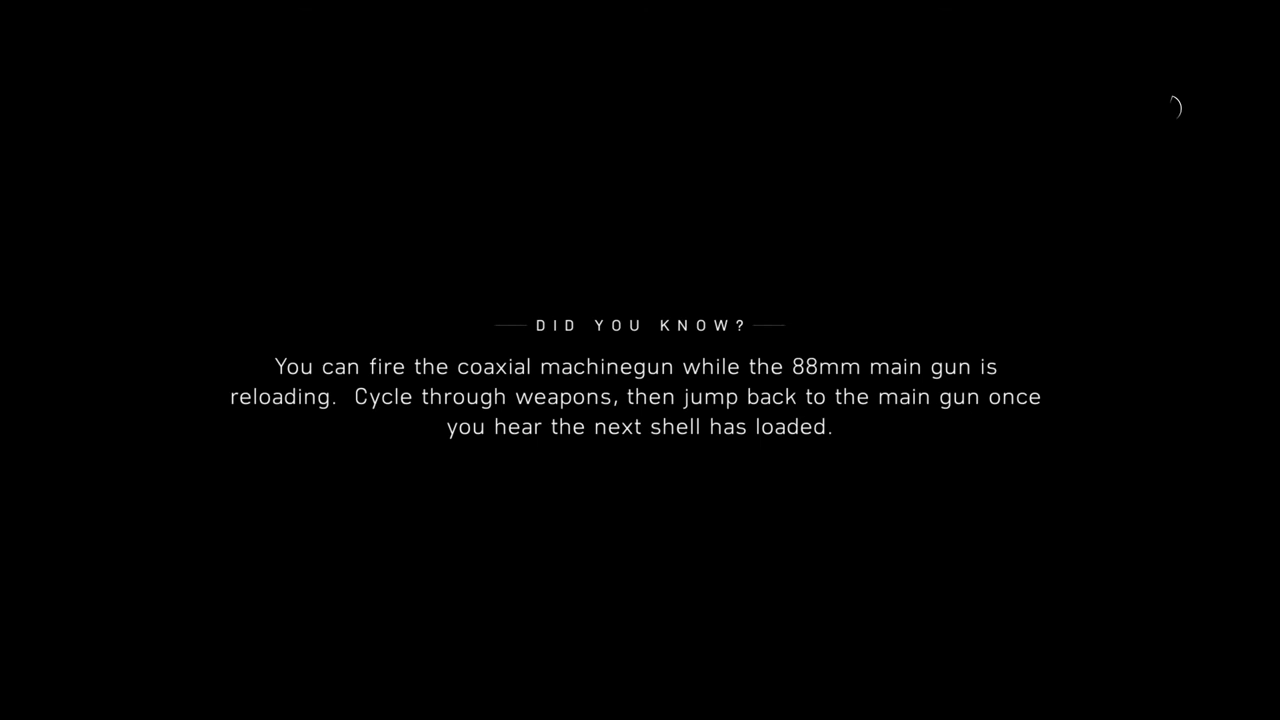 DID YOU KNOW?
You can fire the coaxial machinegun while the 88mm main gun is
reloading.  Cycle through weapons, then jump back to the main gun once
you hear the next shell has loaded.